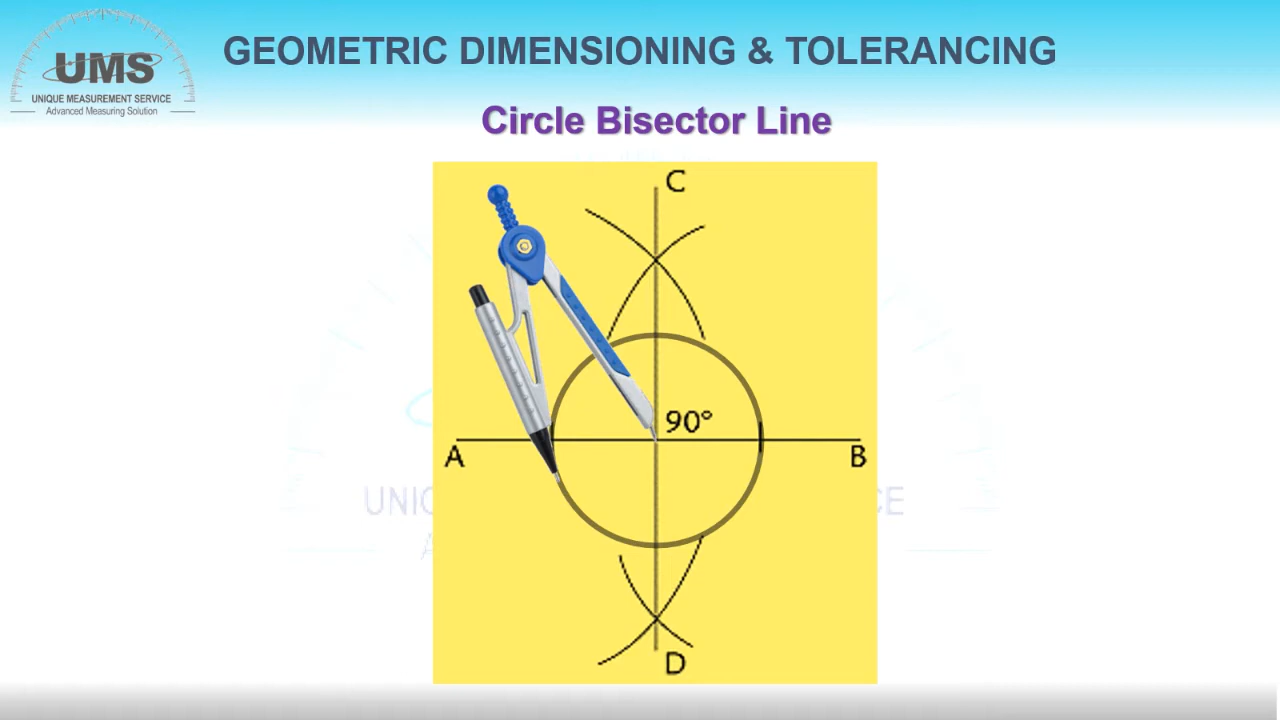 UMS
UNIQUE MEASUREMENT SERVICE
Advanced Measuring Solution
GEOMETRIC DIMENSIONING & TOLERANCING
Circle Bisector Line
C
90°
A
B
D